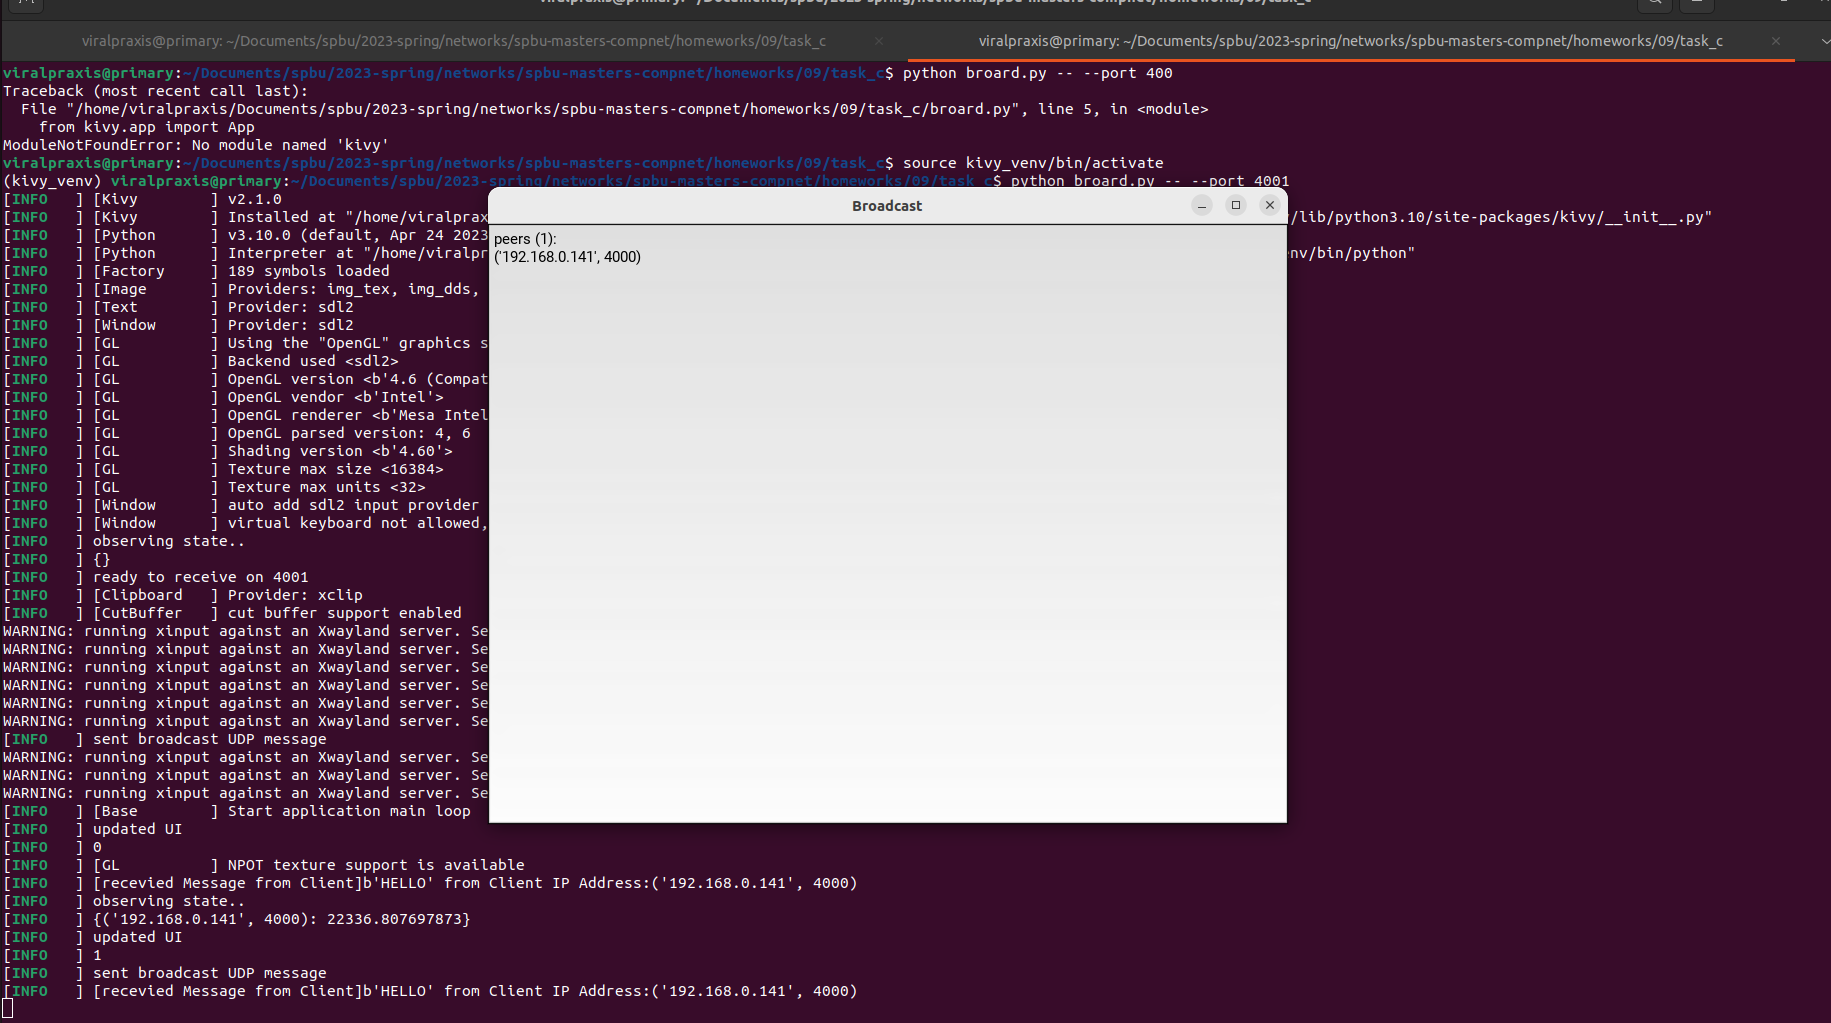 viralpraxis@primary: ~/Documents/spbu/2023-spring/networks/spbu-masters-compnet/homeworks/09/task_c
viralpraxis@primary: ~/Documents/spbu/2023-spring/networks/spbu-masters-compnet/homeworks/09/task_c
viralpraxis@primary: ~/Documents/spbu/2023-spring/networks/spbu-masters-compnet/homeworks/09/task_c
viralpraxis@primary:~/Documents/spbu/2023-spring/networks/spbu-masters-compnet/homeworks/09/task_c$ python broard.py -- --port 400
Traceback (most recent call last):
  File "/home/viralpraxis/Documents/spbu/2023-spring/networks/spbu-masters-compnet/homeworks/09/task_c/broard.py", line 5, in <module>
    from kivy.app import App
ModuleNotFoundError: No module named 'kivy'
viralpraxis@primary:~/Documents/spbu/2023-spring/networks/spbu-masters-compnet/homeworks/09/task_c$ source kivy_venv/bin/activate
(kivy_venv) viralpraxis@primary:~/Documents/spbu/2023-spring/networks/spbu-masters-compnet/homeworks/09/task_c$ python broard.py -- --port 4001
[INFO   ] [Kivy        ] v2.1.0
[INFO   ] [Kivy        ] Installed at "/home/viralprax /lib/python3.10/site-packages/kivy/__init__.py"
[INFO   ] [Python      ] v3.10.0 (default, Apr 24 2023
[INFO   ] [Python      ] Interpreter at "/home/viralpr nv/bin/python"
[INFO   ] [Factory     ] 189 symbols loaded
[INFO   ] [Image       ] Providers: img_tex, img_dds,
[INFO   ] [Text        ] Provider: sdl2
[INFO   ] [Window      ] Provider: sdl2
[INFO   ] [GL          ] Using the "OpenGL" graphics s
[INFO   ] [GL          ] Backend used <sdl2>
[INFO   ] [GL          ] OpenGL version <b'4.6 (Compat
[INFO   ] [GL          ] OpenGL vendor <b'Intel'>
[INFO   ] [GL          ] OpenGL renderer <b'Mesa Intel
[INFO   ] [GL          ] OpenGL parsed version: 4, 6
[INFO   ] [GL          ] Shading version <b'4.60'>
[INFO   ] [GL          ] Texture max size <16384>
[INFO   ] [GL          ] Texture max units <32>
[INFO   ] [Window      ] auto add sdl2 input provider
[INFO   ] [Window      ] virtual keyboard not allowed,
[INFO   ] observing state..
[INFO   ] {}
[INFO   ] ready to receive on 4001
[INFO   ] [Clipboard   ] Provider: xclip
[INFO   ] [CutBuffer   ] cut buffer support enabled
WARNING: running xinput against an Xwayland server. Se
WARNING: running xinput against an Xwayland server. Se
WARNING: running xinput against an Xwayland server. Se
WARNING: running xinput against an Xwayland server. Se
WARNING: running xinput against an Xwayland server. Se
WARNING: running xinput against an Xwayland server. Se
[INFO   ] sent broadcast UDP message
WARNING: running xinput against an Xwayland server. Se
WARNING: running xinput against an Xwayland server. Se
WARNING: running xinput against an Xwayland server. Se
[INFO   ] [Base        ] Start application main loop
[INFO   ] updated UI
[INFO   ] 0
[INFO   ] [GL          ] NPOT texture support is available
[INFO   ] [recevied Message from Client]b'HELLO' from Client IP Address:('192.168.0.141', 4000)
[INFO   ] observing state..
[INFO   ] {('192.168.0.141', 4000): 22336.807697873}
[INFO   ] updated UI
[INFO   ] 1
[INFO   ] sent broadcast UDP message
[INFO   ] [recevied Message from Client]b'HELLO' from Client IP Address:('192.168.0.141', 4000)
Broadcast
peers (1):
('192.168.0.141', 4000)